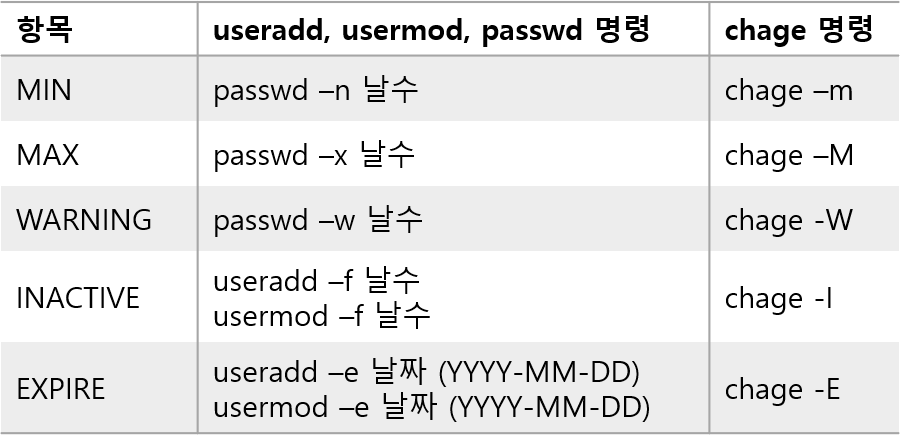 항목 useradd, usermod, passwd 명령 chage 명령
MIN passwd –n 날수 chage –m
MAX passwd –x 날수 chage –M
WARNING passwd –w 날수 chage -W
INACTIVE useradd –f 날수 chage -I
usermod –f 날수
EXPIRE useradd –e 날짜 (YYYY-MM-DD) chage -E
usermod –e 날짜 (YYYY-MM-DD)